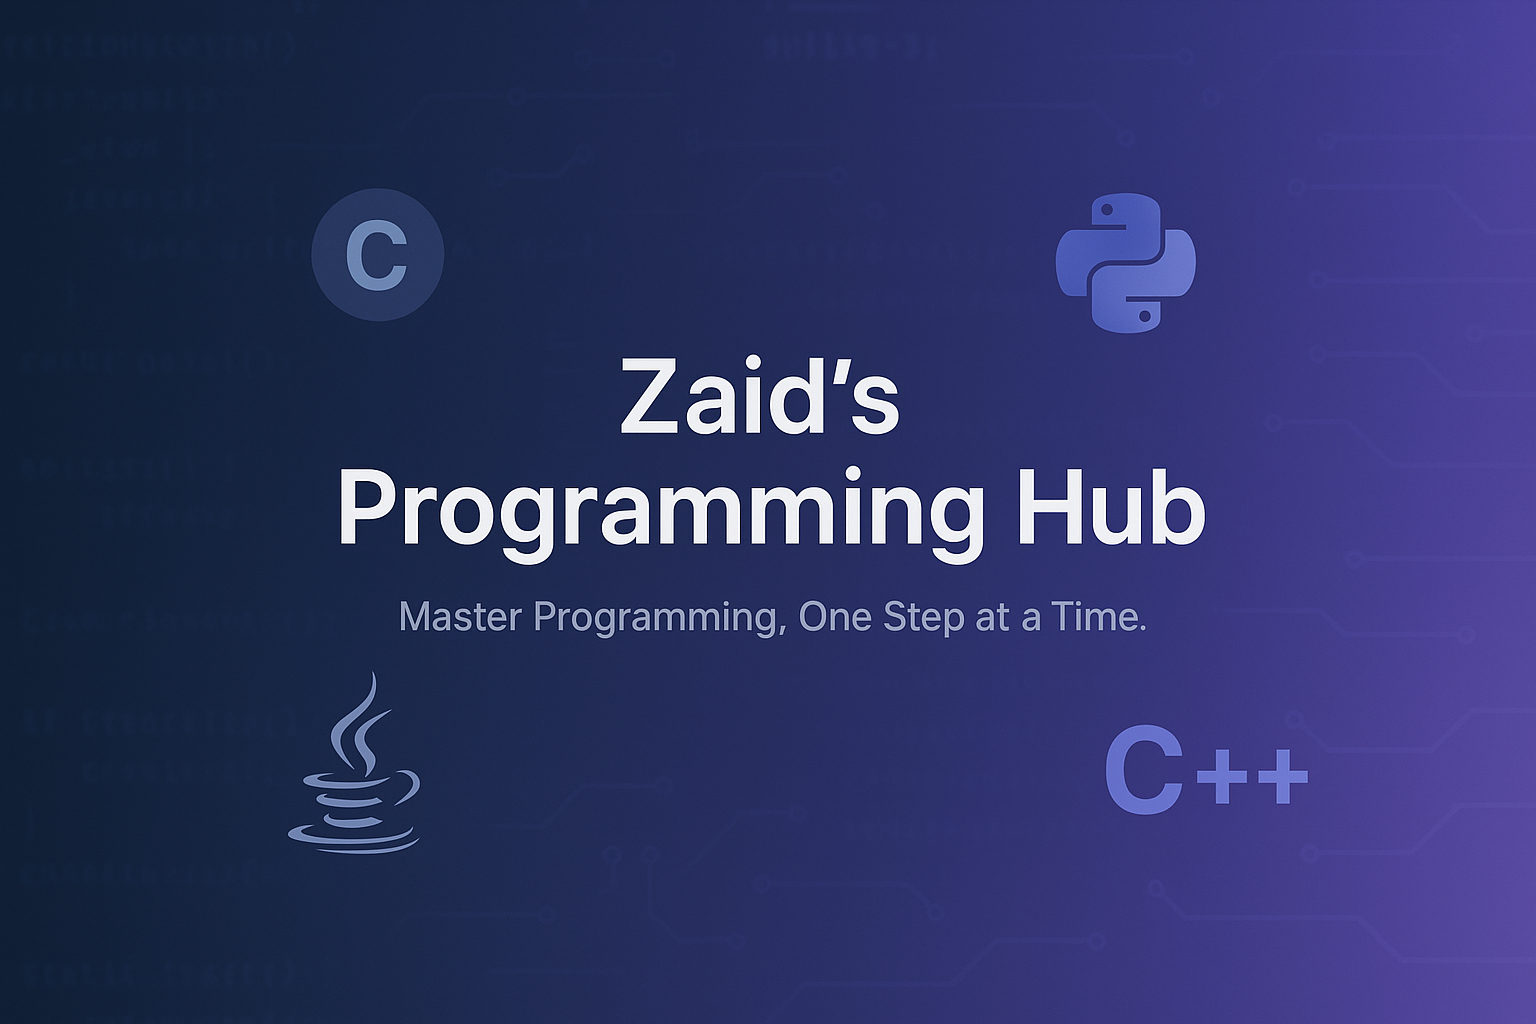 C
Zaid’s
Programming Hub
Master Programming, One Step at a Time.
C++